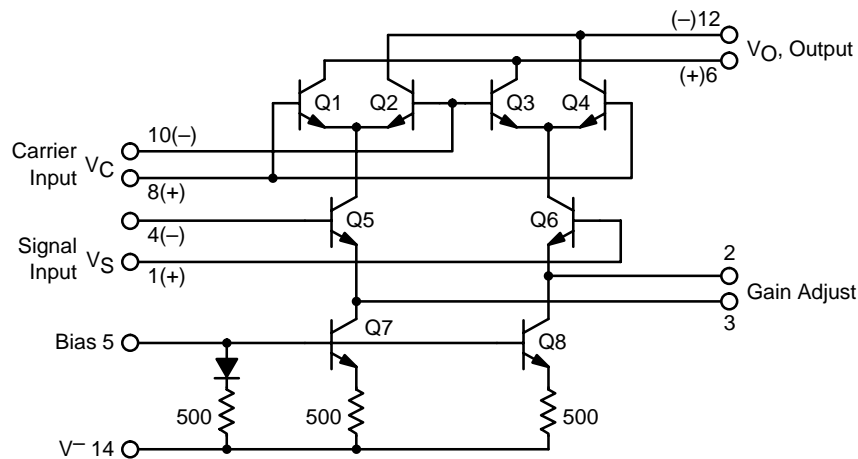 (–)12
VO, Output
(+)6
Q1
Q2
Q3
Q4
10(–)
Carrier Input
VC
8(+)
Q5
Q6
4(–)
Signal Input
VS
1(+)
2
Gain Adjust
3
Q7
Bias 5
Q8
500
500
500
V– 14